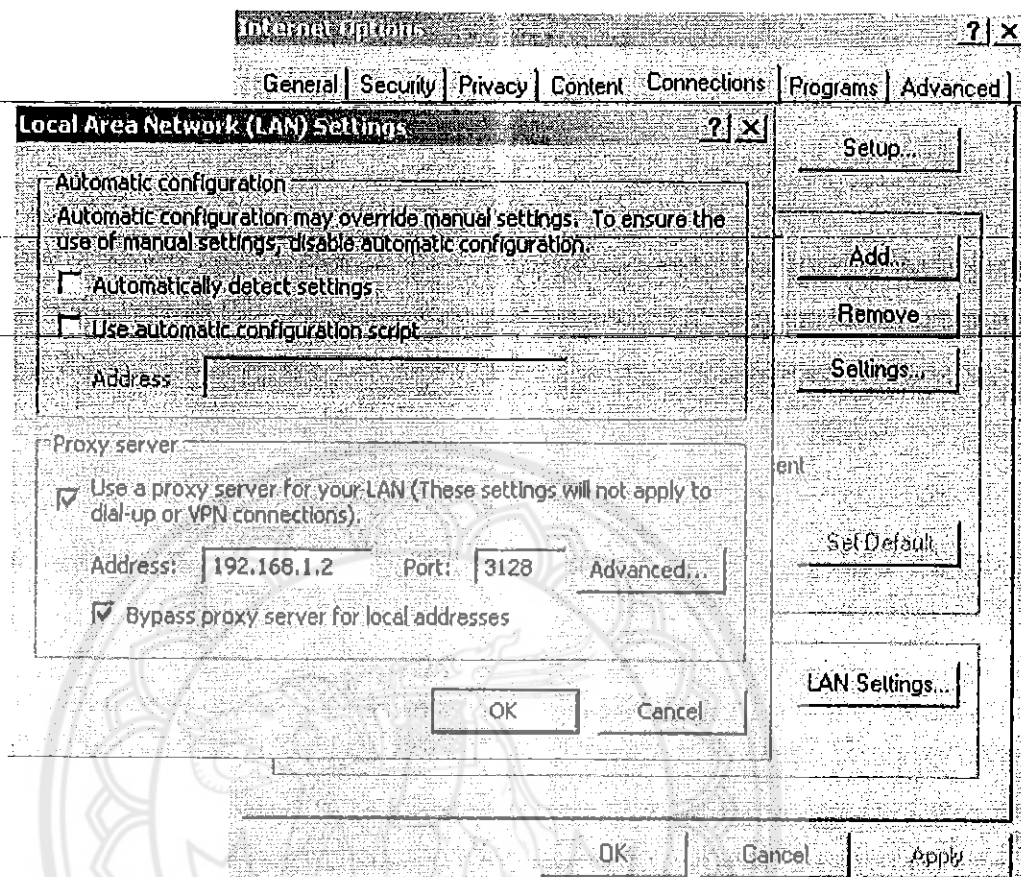 Internet Options
General Security Privacy Content Connections Programs Advanced
Local Area Network (LAN) Settings
Setup...
Automatic configuration
Automatic configuration may override manual settings. To ensure the
use of manual settings, disable automatic configuration.
Add...
Automatically detect settings
Remove
Use automatic configuration script
Settings...
Address
Proxy server
ent
Use a proxy server for your LAN (These settings will not apply to
dial-up or VPN connections).
Set Default
Address: 192.168.1.2 Port: 3128 Advanced...
Bypass proxy server for local addresses
LAN Settings...
OK Cancel
OK Cancel Apply